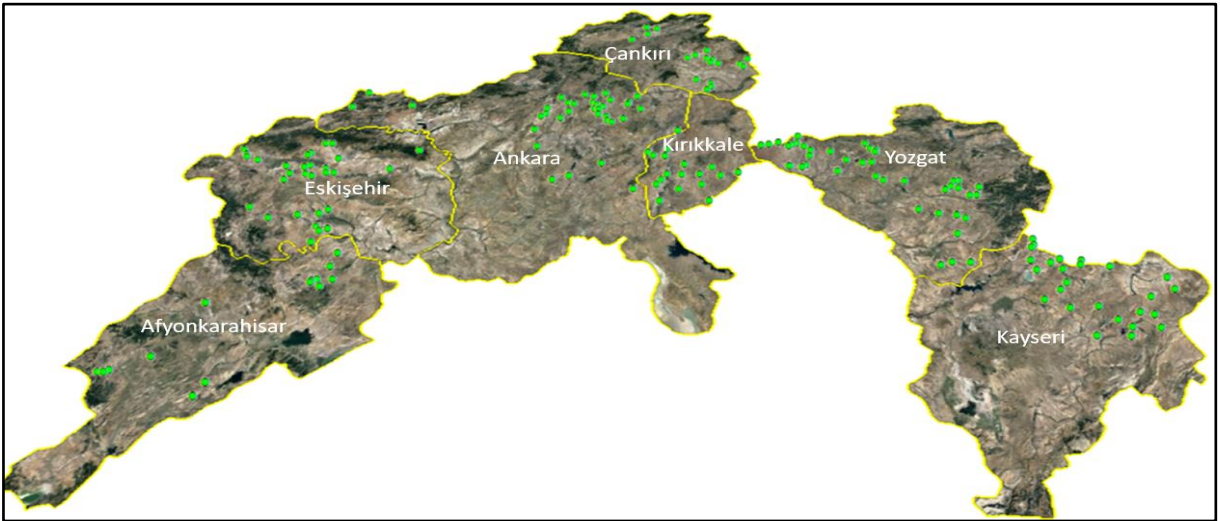 Çankırı
Ankara
Kırıkkale
Yozgat
Eskişehir
Afyonkarahisar
Kayseri